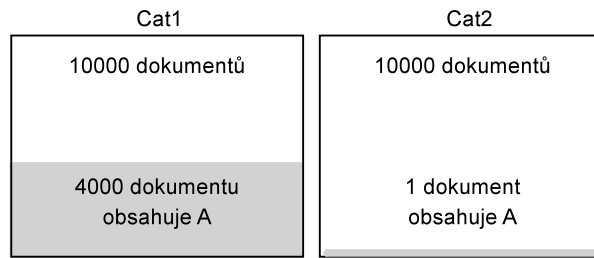 Cat1
10000 dokumentů
4000 dokumentu
obsahuje A
Cat2
10000 dokumentů
1 dokument
obsahuje A